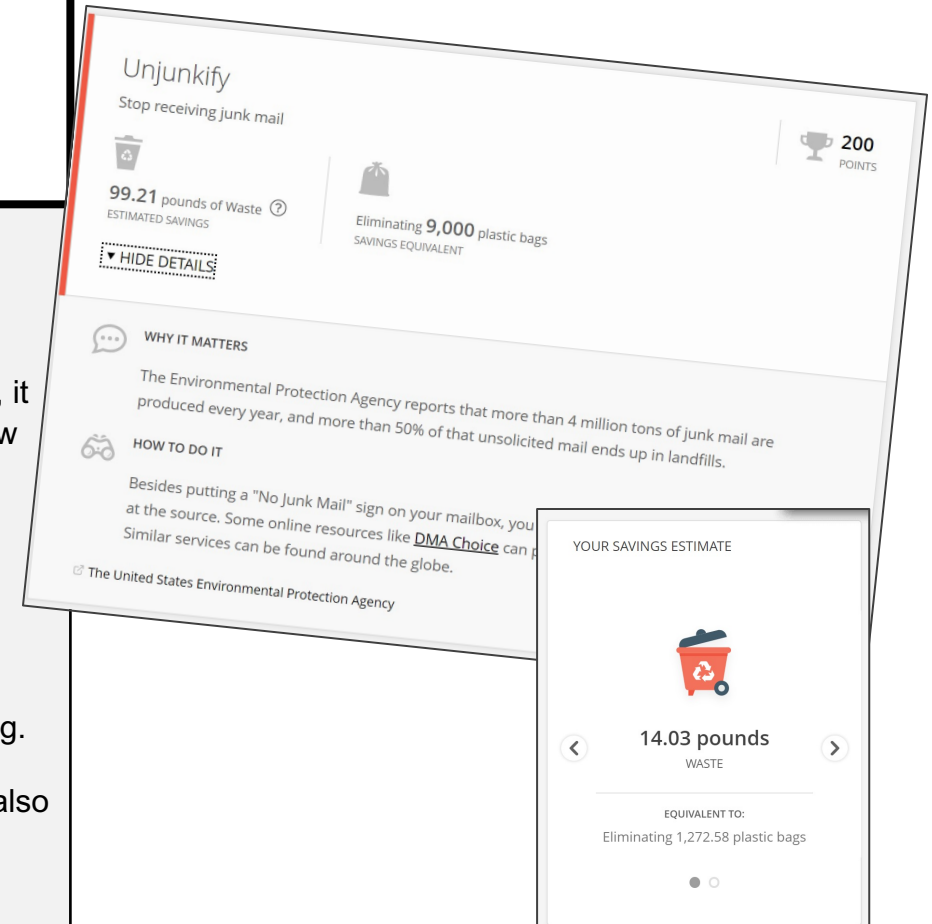 Unjunkify
Stop receiving junk mail
200
POINTS
99.21 pounds of Waste ?
ESTIMATED SAVINGS
Eliminating 9,000 plastic bags
SAVINGS EQUIVALENT
▼ HIDE DETAILS
WHY IT MATTERS
The Environmental Protection Agency reports that more than 4 million tons of junk mail are
produced every year, and more than 50% of that unsolicited mail ends up in landfills.
HOW TO DO IT
Besides putting a "No Junk Mail" sign on your mailbox, you
at the source. Some online resources like DMA Choice can
Similar services can be found around the globe.
The United States Environmental Protection Agency
, it
g.
also
YOUR SAVINGS ESTIMATE
14.03 pounds
WASTE
EQUIVALENT TO:
Eliminating 1,272.58 plastic bags